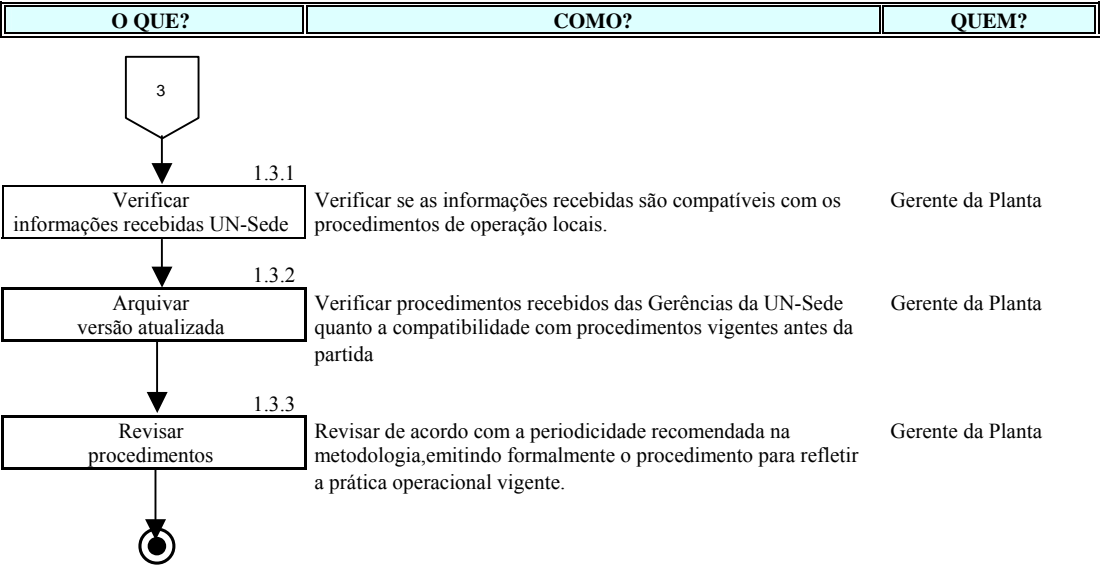 O QUE?
COMO?
QUEM?
3
1.3.1
Verificar
informações recebidas UN-Sede
Verificar se as informações recebidas são compatíveis com os
procedimentos de operação locais.
Gerente da Planta
1.3.2
Arquivar
versão atualizada
Verificar procedimentos recebidos das Gerências da UN-Sede
quanto a compatibilidade com procedimentos vigentes antes da
partida
Gerente da Planta
1.3.3
Revisar
procedimentos
Revisar de acordo com a periodicidade recomendada na
metodologia,emitindo formalmente o procedimento para refletir
a prática operacional vigente.
Gerente da Planta